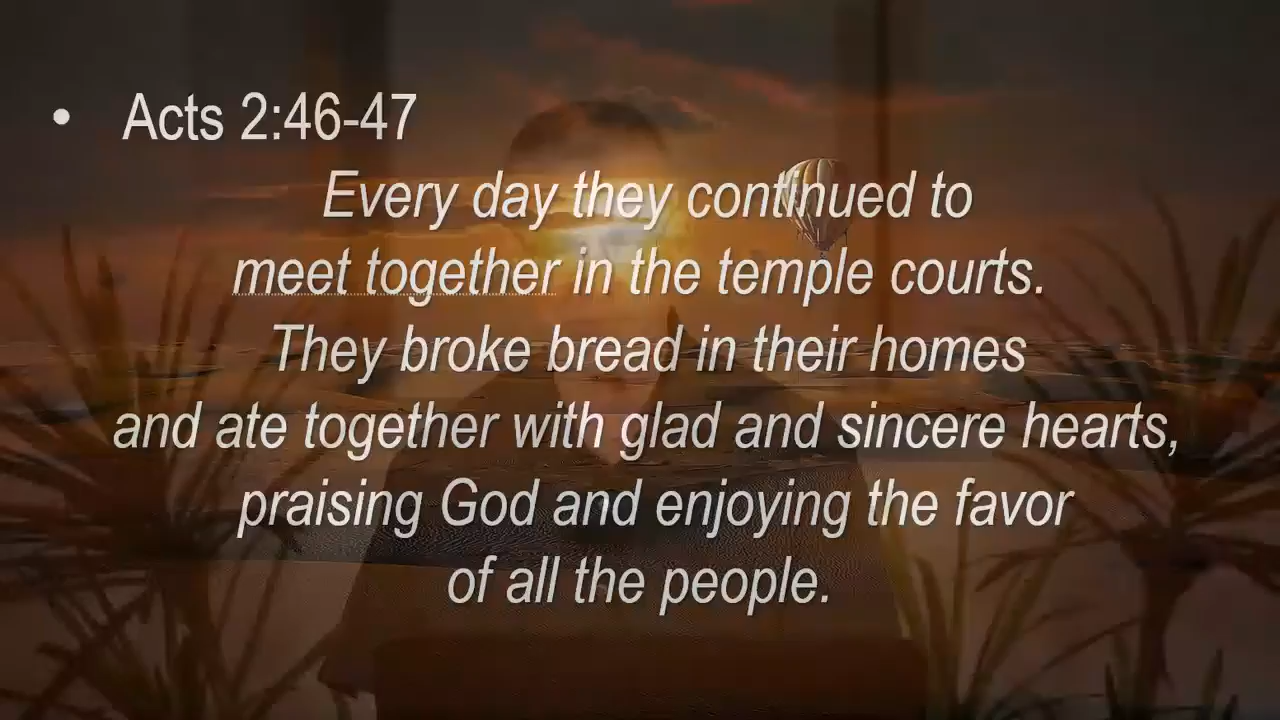 • Acts 2:46-47
Every day they continued to
meet together in the temple courts.
They broke bread in their homes
and ate together with glad and sincere hearts,
praising God and enjoying the favor
of all the people.